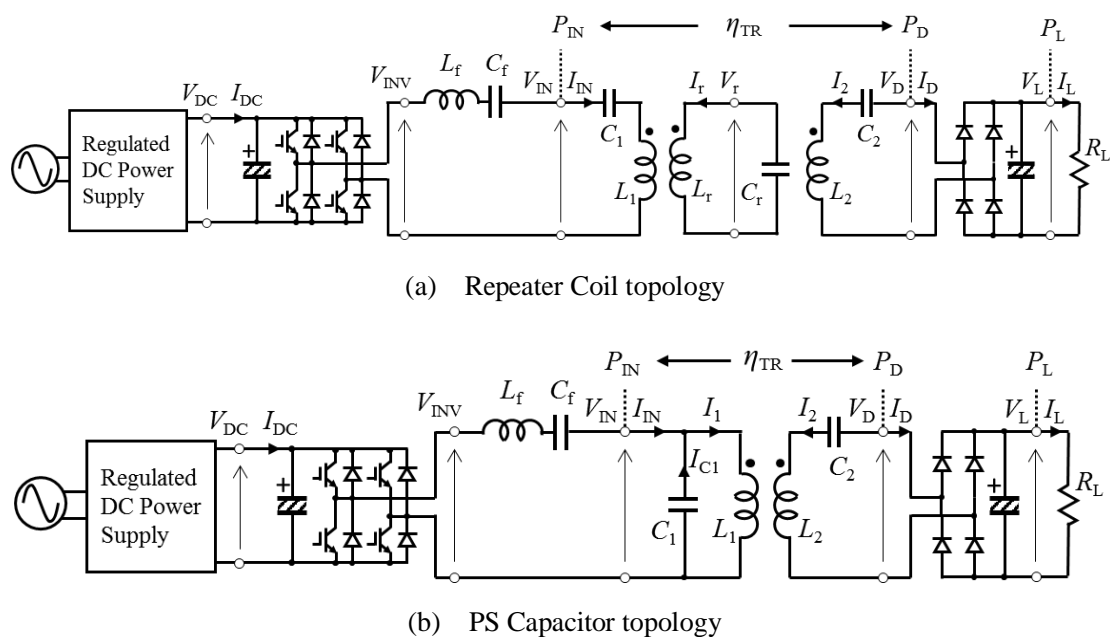 P_IN η_TR P_D P_L
L_f C_f
V_INV V_IN I_IN I_r V_r I_2 V_D I_D V_L I_L
V_DC I_DC
C_1 C_2
Regulated
DC Power
Supply
+ + R_L
L_1 L_r C_r L_2
(a) Repeater Coil topology
P_IN η_TR P_D P_L
L_f C_f
V_INV V_IN I_IN I_1 I_2 V_D I_D V_L I_L
V_DC I_DC
I_C1 C_2
Regulated
DC Power
Supply
+ + R_L
C_1 L_1 L_2
(b) PS Capacitor topology